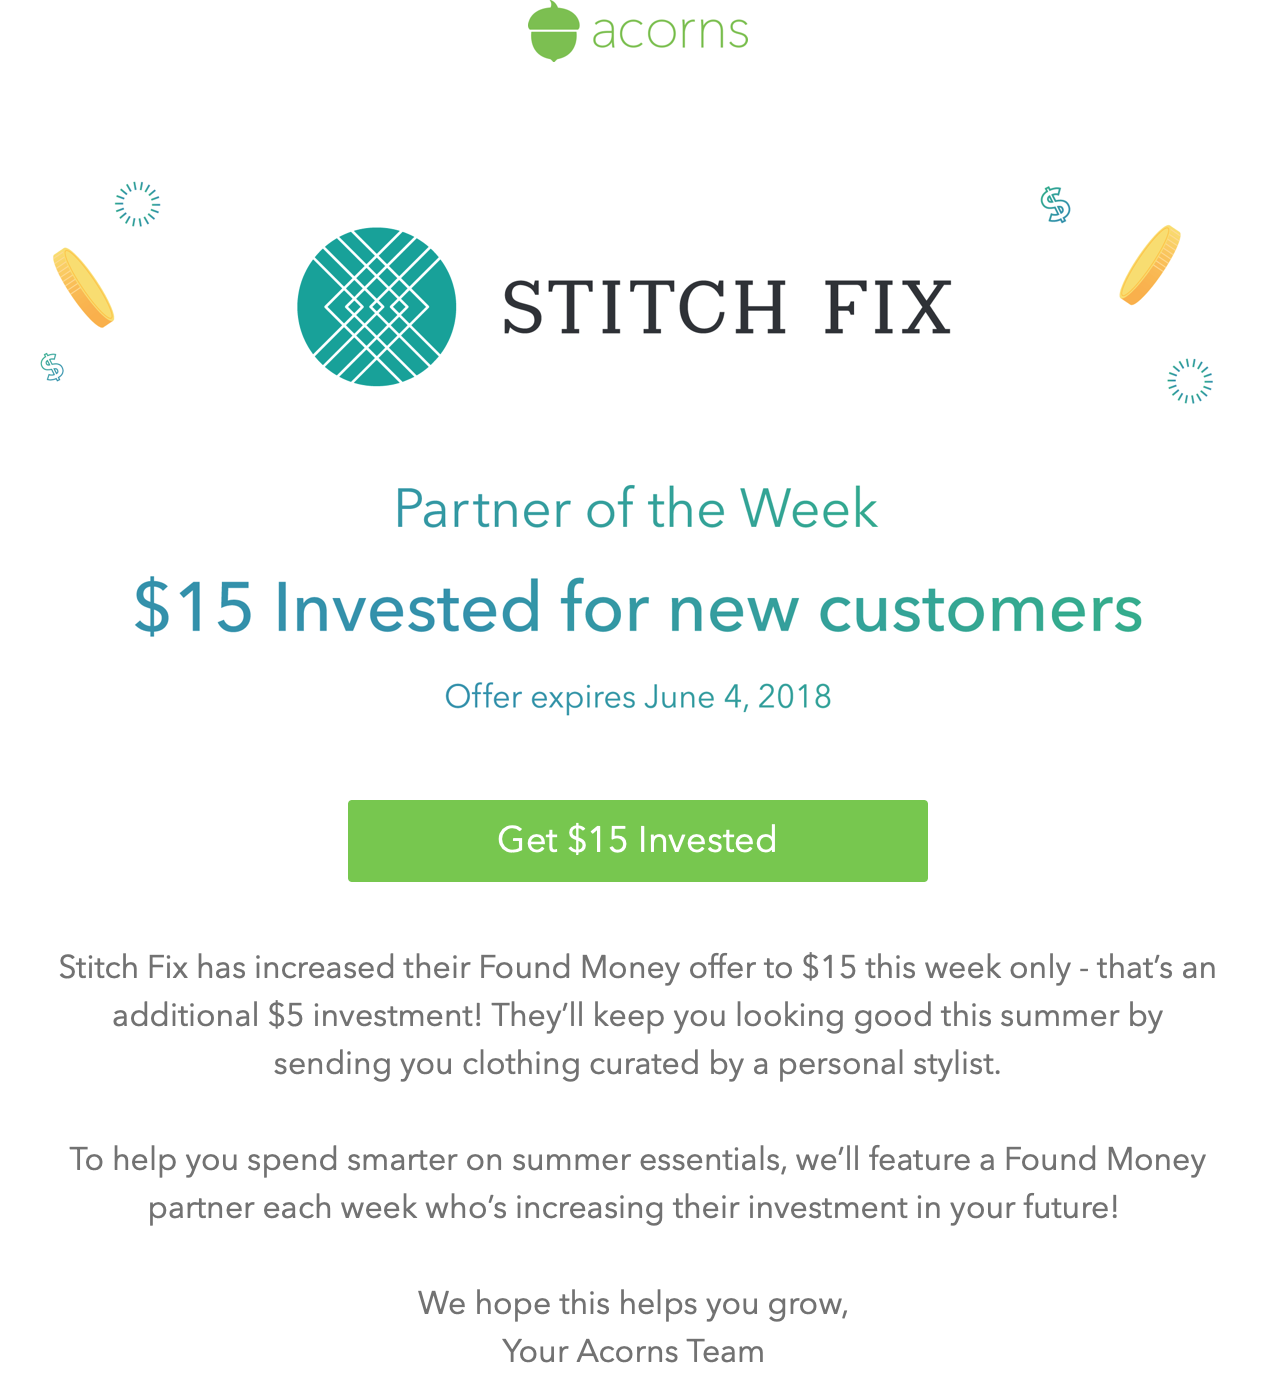 acorns
STITCH FIX
Partner of the Week
$15 Invested for new customers
Offer expires June 4, 2018
Get $15 Invested
Stitch Fix has increased their Found Money offer to $15 this week only - that’s an
additional $5 investment! They’ll keep you looking good this summer by
sending you clothing curated by a personal stylist.
To help you spend smarter on summer essentials, we’ll feature a Found Money
partner each week who’s increasing their investment in your future!
We hope this helps you grow,
Your Acorns Team